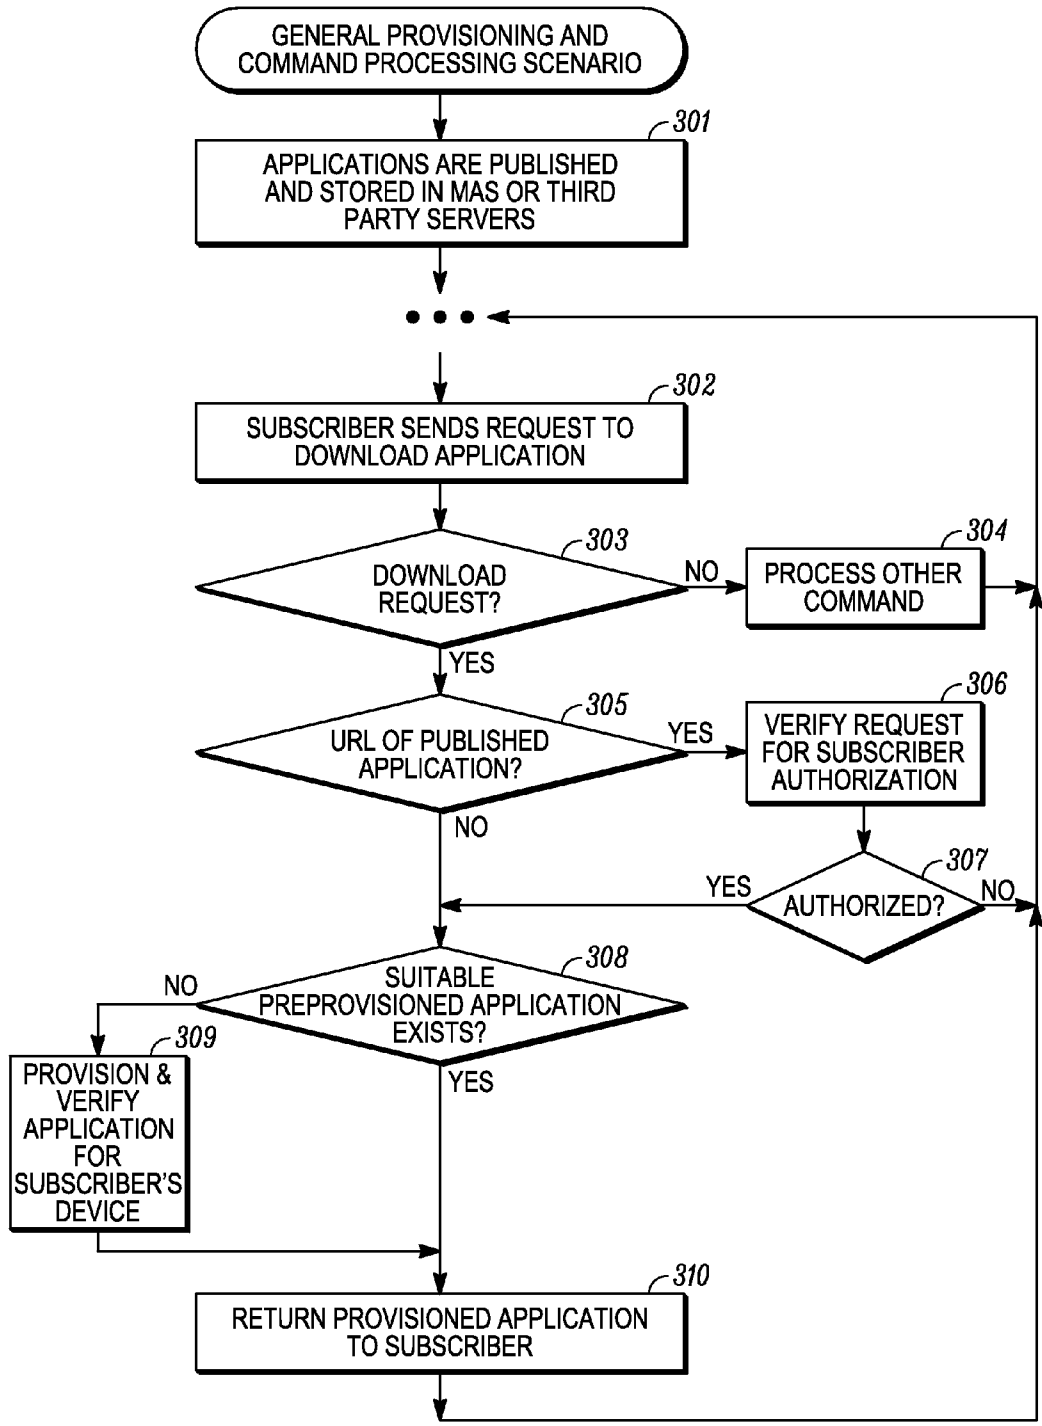 GENERAL PROVISIONING AND
COMMAND PROCESSING SCENARIO
301
APPLICATIONS ARE PUBLISHED
AND STORED IN MAS OR THIRD
PARTY SERVERS
302
SUBSCRIBER SENDS REQUEST TO
DOWNLOAD APPLICATION
303
DOWNLOAD
REQUEST?
NO
304
PROCESS OTHER
COMMAND
YES
305
URL OF PUBLISHED
APPLICATION?
YES
306
VERIFY REQUEST
FOR SUBSCRIBER
AUTHORIZATION
NO
307
AUTHORIZED?
YES
NO
308
SUITABLE
PREPROVISIONED APPLICATION
EXISTS?
NO
YES
309
PROVISION &
VERIFY
APPLICATION
FOR
SUBSCRIBER'S
DEVICE
310
RETURN PROVISIONED APPLICATION
TO SUBSCRIBER